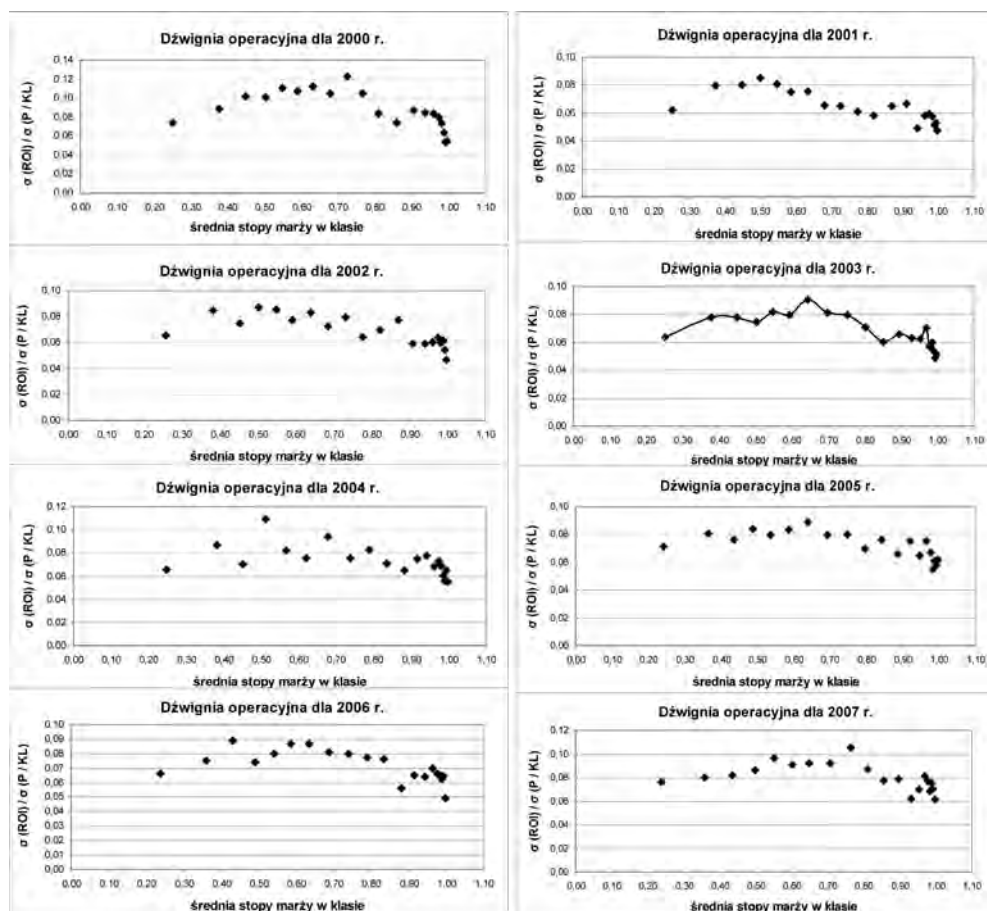 Dźwignia operacyjna dla 2000 r.
σ (ROI) / σ (P / KL)
0,14
0,12
0,10
0,08
0,06
0,04
0,02
0,00
0,00 0,10 0,20 0,30 0,40 0,50 0,60 0,70 0,80 0,90 1,00 1,10
średnia stopy marży w klasie
Dźwignia operacyjna dla 2001 r.
σ (ROI) / σ (P / KL)
0,10
0,08
0,06
0,04
0,02
0,00
0,00 0,10 0,20 0,30 0,40 0,50 0,60 0,70 0,80 0,90 1,00 1,10
średnia stopy marży w klasie
Dźwignia operacyjna dla 2002 r.
σ (ROI) / σ (P / KL)
0,10
0,08
0,06
0,04
0,02
0,00
0,00 0,10 0,20 0,30 0,40 0,50 0,60 0,70 0,80 0,90 1,00 1,10
średnia stopy marży w klasie
Dźwignia operacyjna dla 2003 r.
σ (ROI) / σ (P / KL)
0,10
0,08
0,06
0,04
0,02
0,00
0,00 0,10 0,20 0,30 0,40 0,50 0,60 0,70 0,80 0,90 1,00 1,10
średnia stopy marży w klasie
Dźwignia operacyjna dla 2004 r.
σ (ROI) / σ (P / KL)
0,12
0,10
0,08
0,06
0,04
0,02
0,00
0,00 0,10 0,20 0,30 0,40 0,50 0,60 0,70 0,80 0,90 1,00 1,10
średnia stopy marży w klasie
Dźwignia operacyjna dla 2005 r.
σ (ROI) / σ (P / KL)
0,10
0,08
0,06
0,04
0,02
0,00
0,00 0,10 0,20 0,30 0,40 0,50 0,60 0,70 0,80 0,90 1,00 1,10
średnia stopy marży w klasie
Dźwignia operacyjna dla 2006 r.
σ (ROI) / σ (P / KL)
0,10
0,09
0,08
0,07
0,06
0,05
0,04
0,03
0,02
0,01
0,00
0,00 0,10 0,20 0,30 0,40 0,50 0,60 0,70 0,80 0,90 1,00 1,10
średnia stopy marży w klasie
Dźwignia operacyjna dla 2007 r.
σ (ROI) / σ (P / KL)
0,12
0,10
0,08
0,06
0,04
0,02
0,00
0,00 0,10 0,20 0,30 0,40 0,50 0,60 0,70 0,80 0,90 1,00 1,10
średnia stopy marży w klasie